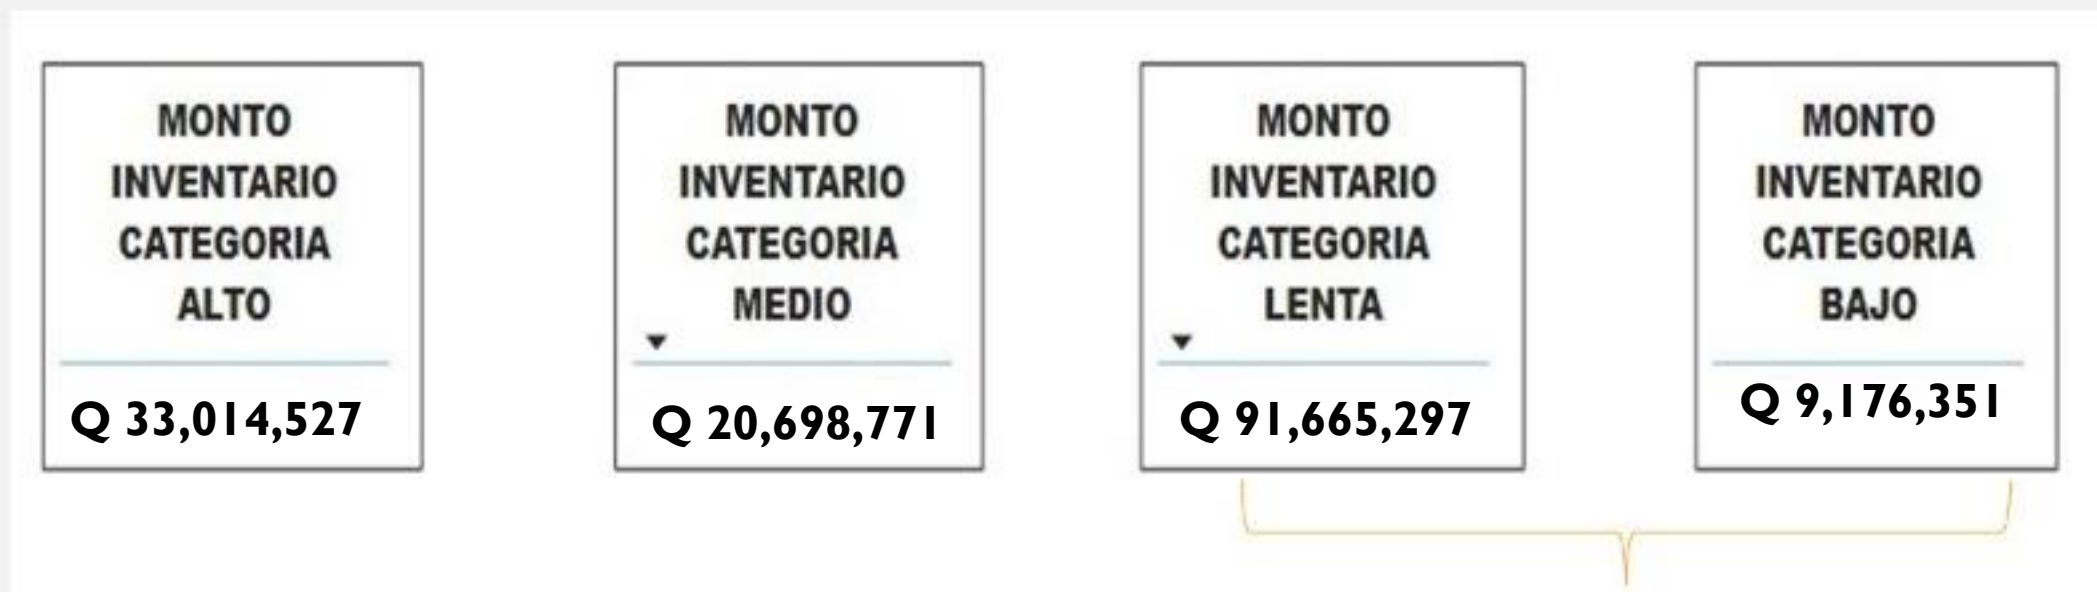 MONTO
INVENTARIO
CATEGORIA
ALTO
Q 33,014,527
MONTO
INVENTARIO
CATEGORIA
MEDIO
Q 20,698,771
MONTO
INVENTARIO
CATEGORIA
LENTA
Q 91,665,297
MONTO
INVENTARIO
CATEGORIA
BAJO
Q 9,176,351